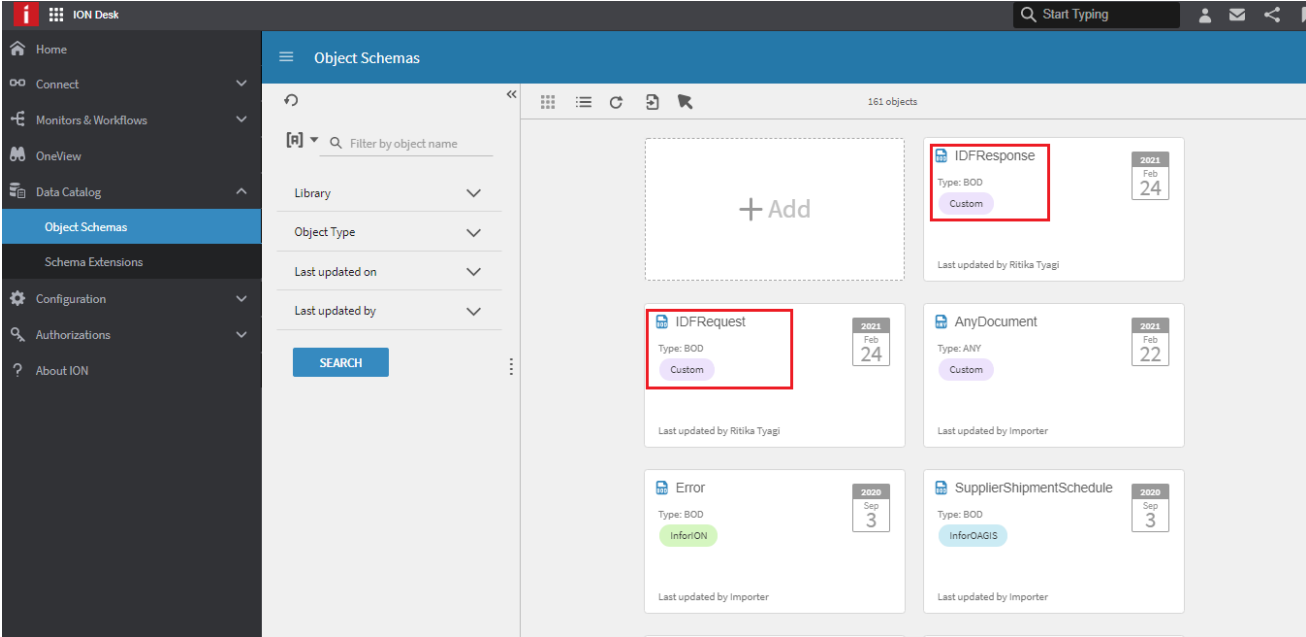 ION Desk
Start Typing
Home
Connect
Monitors & Workflows
OneView
Data Catalog
Object Schemas
Schema Extensions
Configuration
Authorizations
? About ION
Object Schemas
[A] Filter by object name
Library
Object Type
Last updated on
Last updated by
SEARCH
161 objects
+ Add
IDFResponse
Type: BOD
Custom
2021
Feb
24
Last updated by Ritika Tyagi
IDFRequest
Type: BOD
Custom
2021
Feb
24
Last updated by Ritika Tyagi
AnyDocument
Type: ANY
Custom
2021
Feb
22
Last updated by Importer
Error
Type: BOD
InforION
2020
Sep
3
Last updated by Importer
SupplierShipmentSchedule
Type: BOD
InforOAGIS
2020
Sep
3
Last updated by Importer